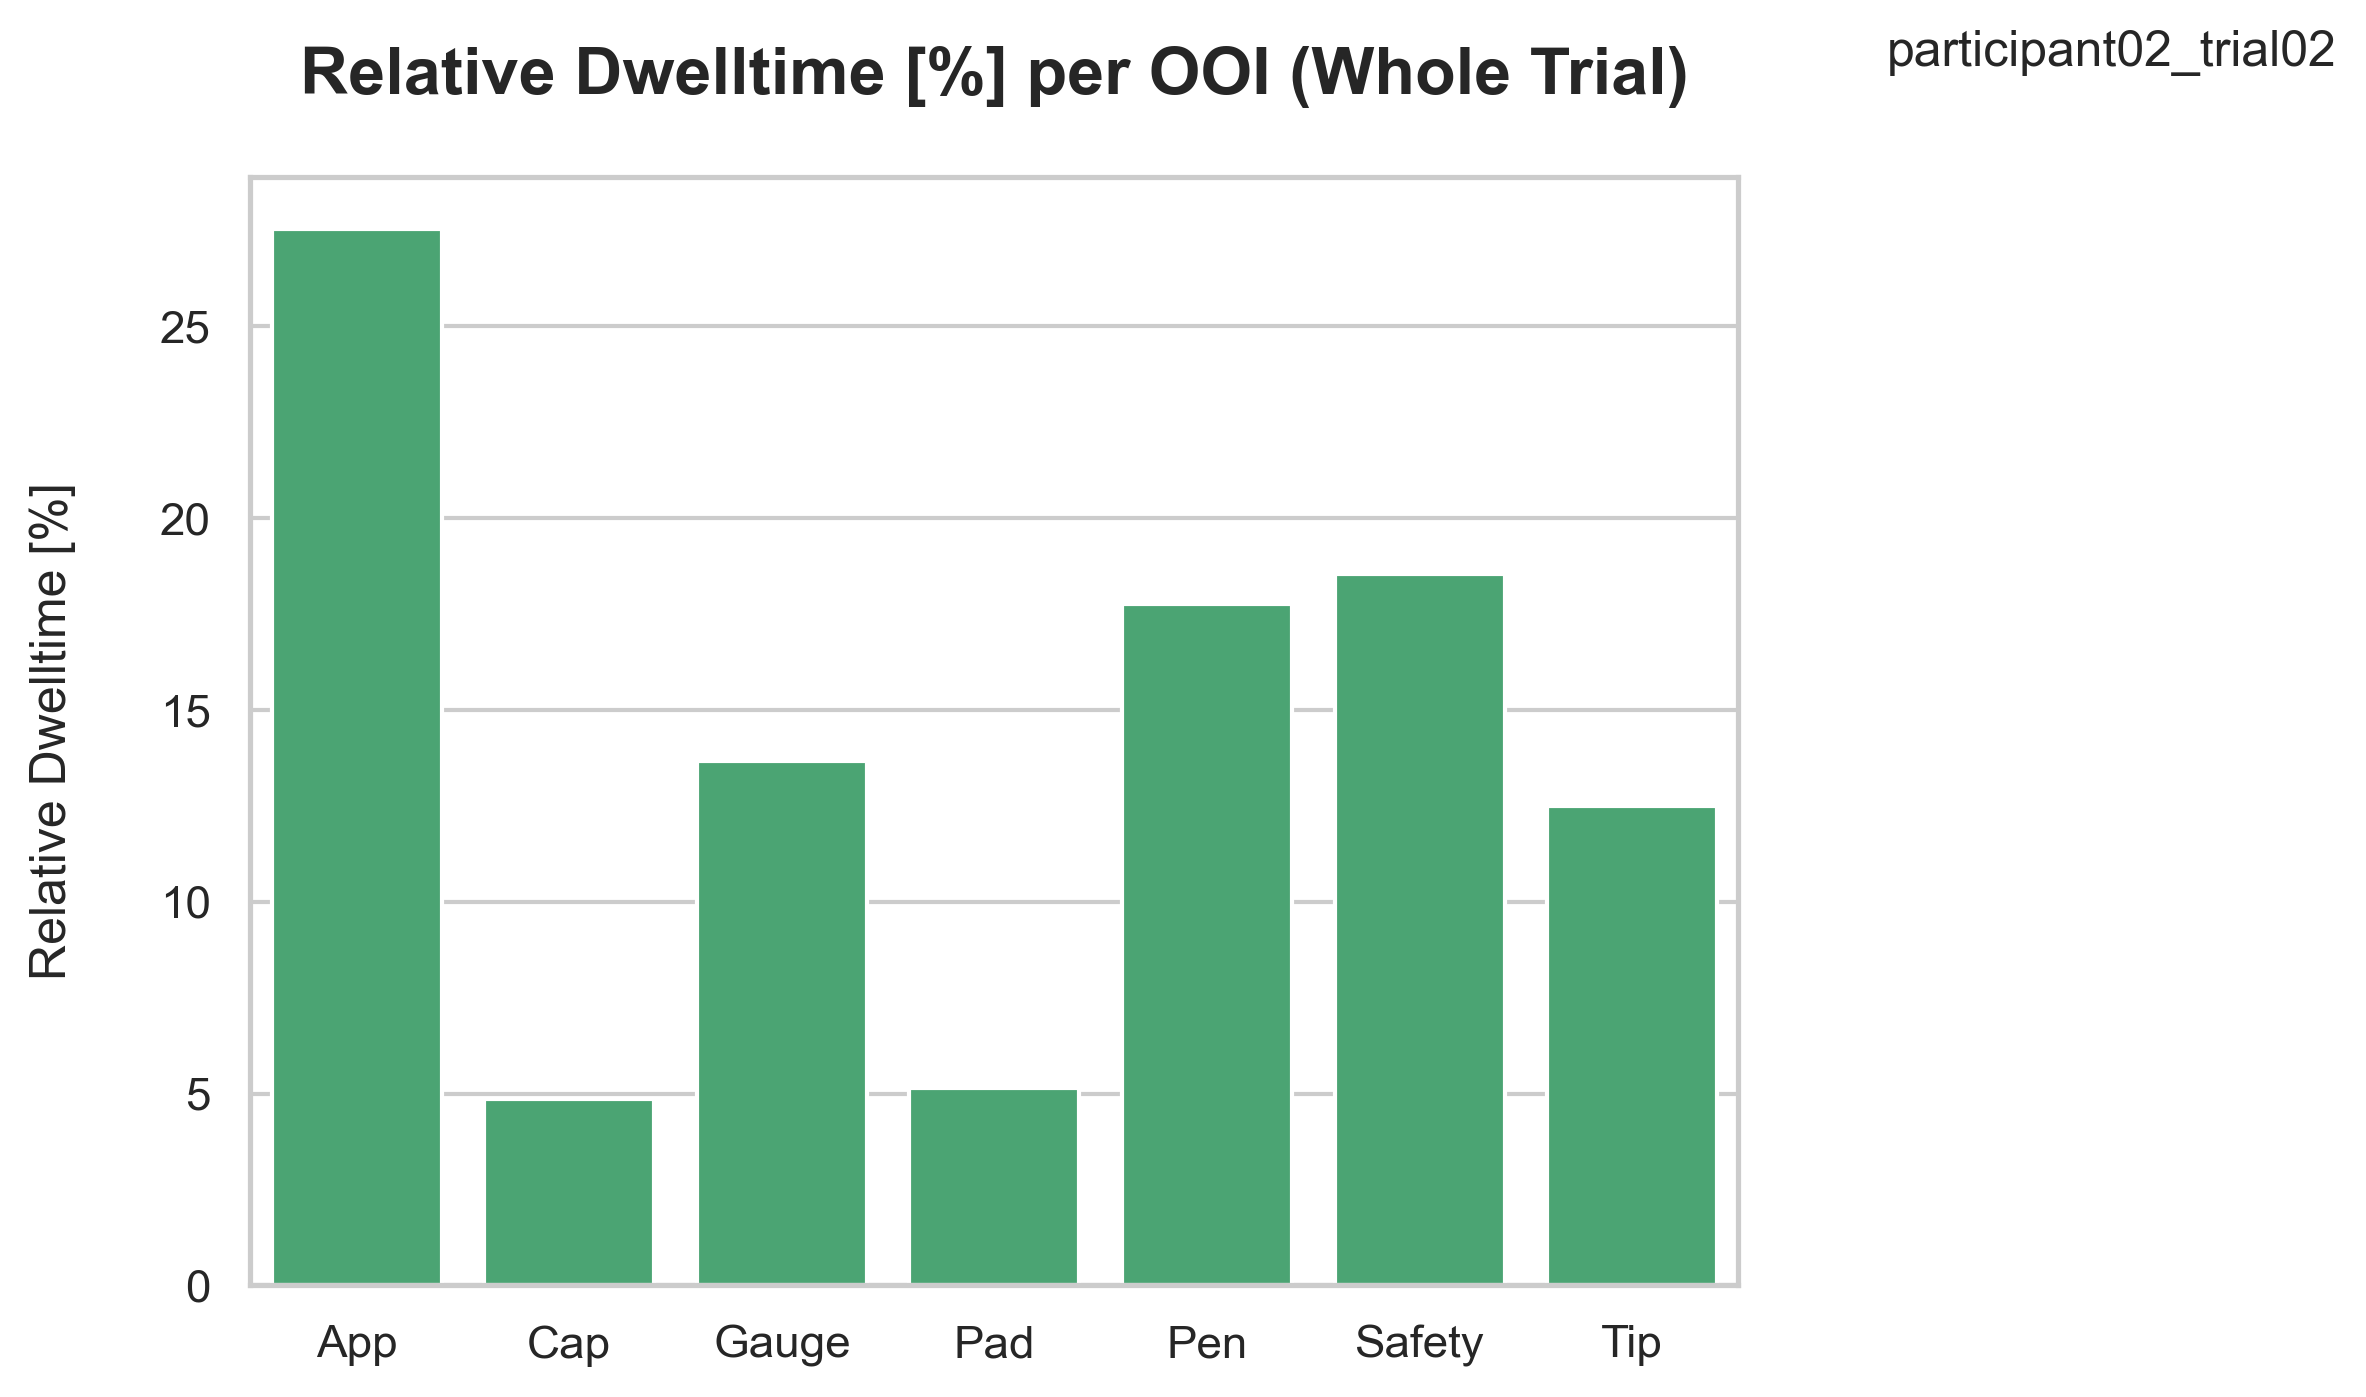 participant02_trial02
Relative Dwelltime [%] per OOI (Whole Trial)
Relative Dwelltime [%]
25
20
15
10
5
0
App Cap Gauge Pad Pen Safety Tip